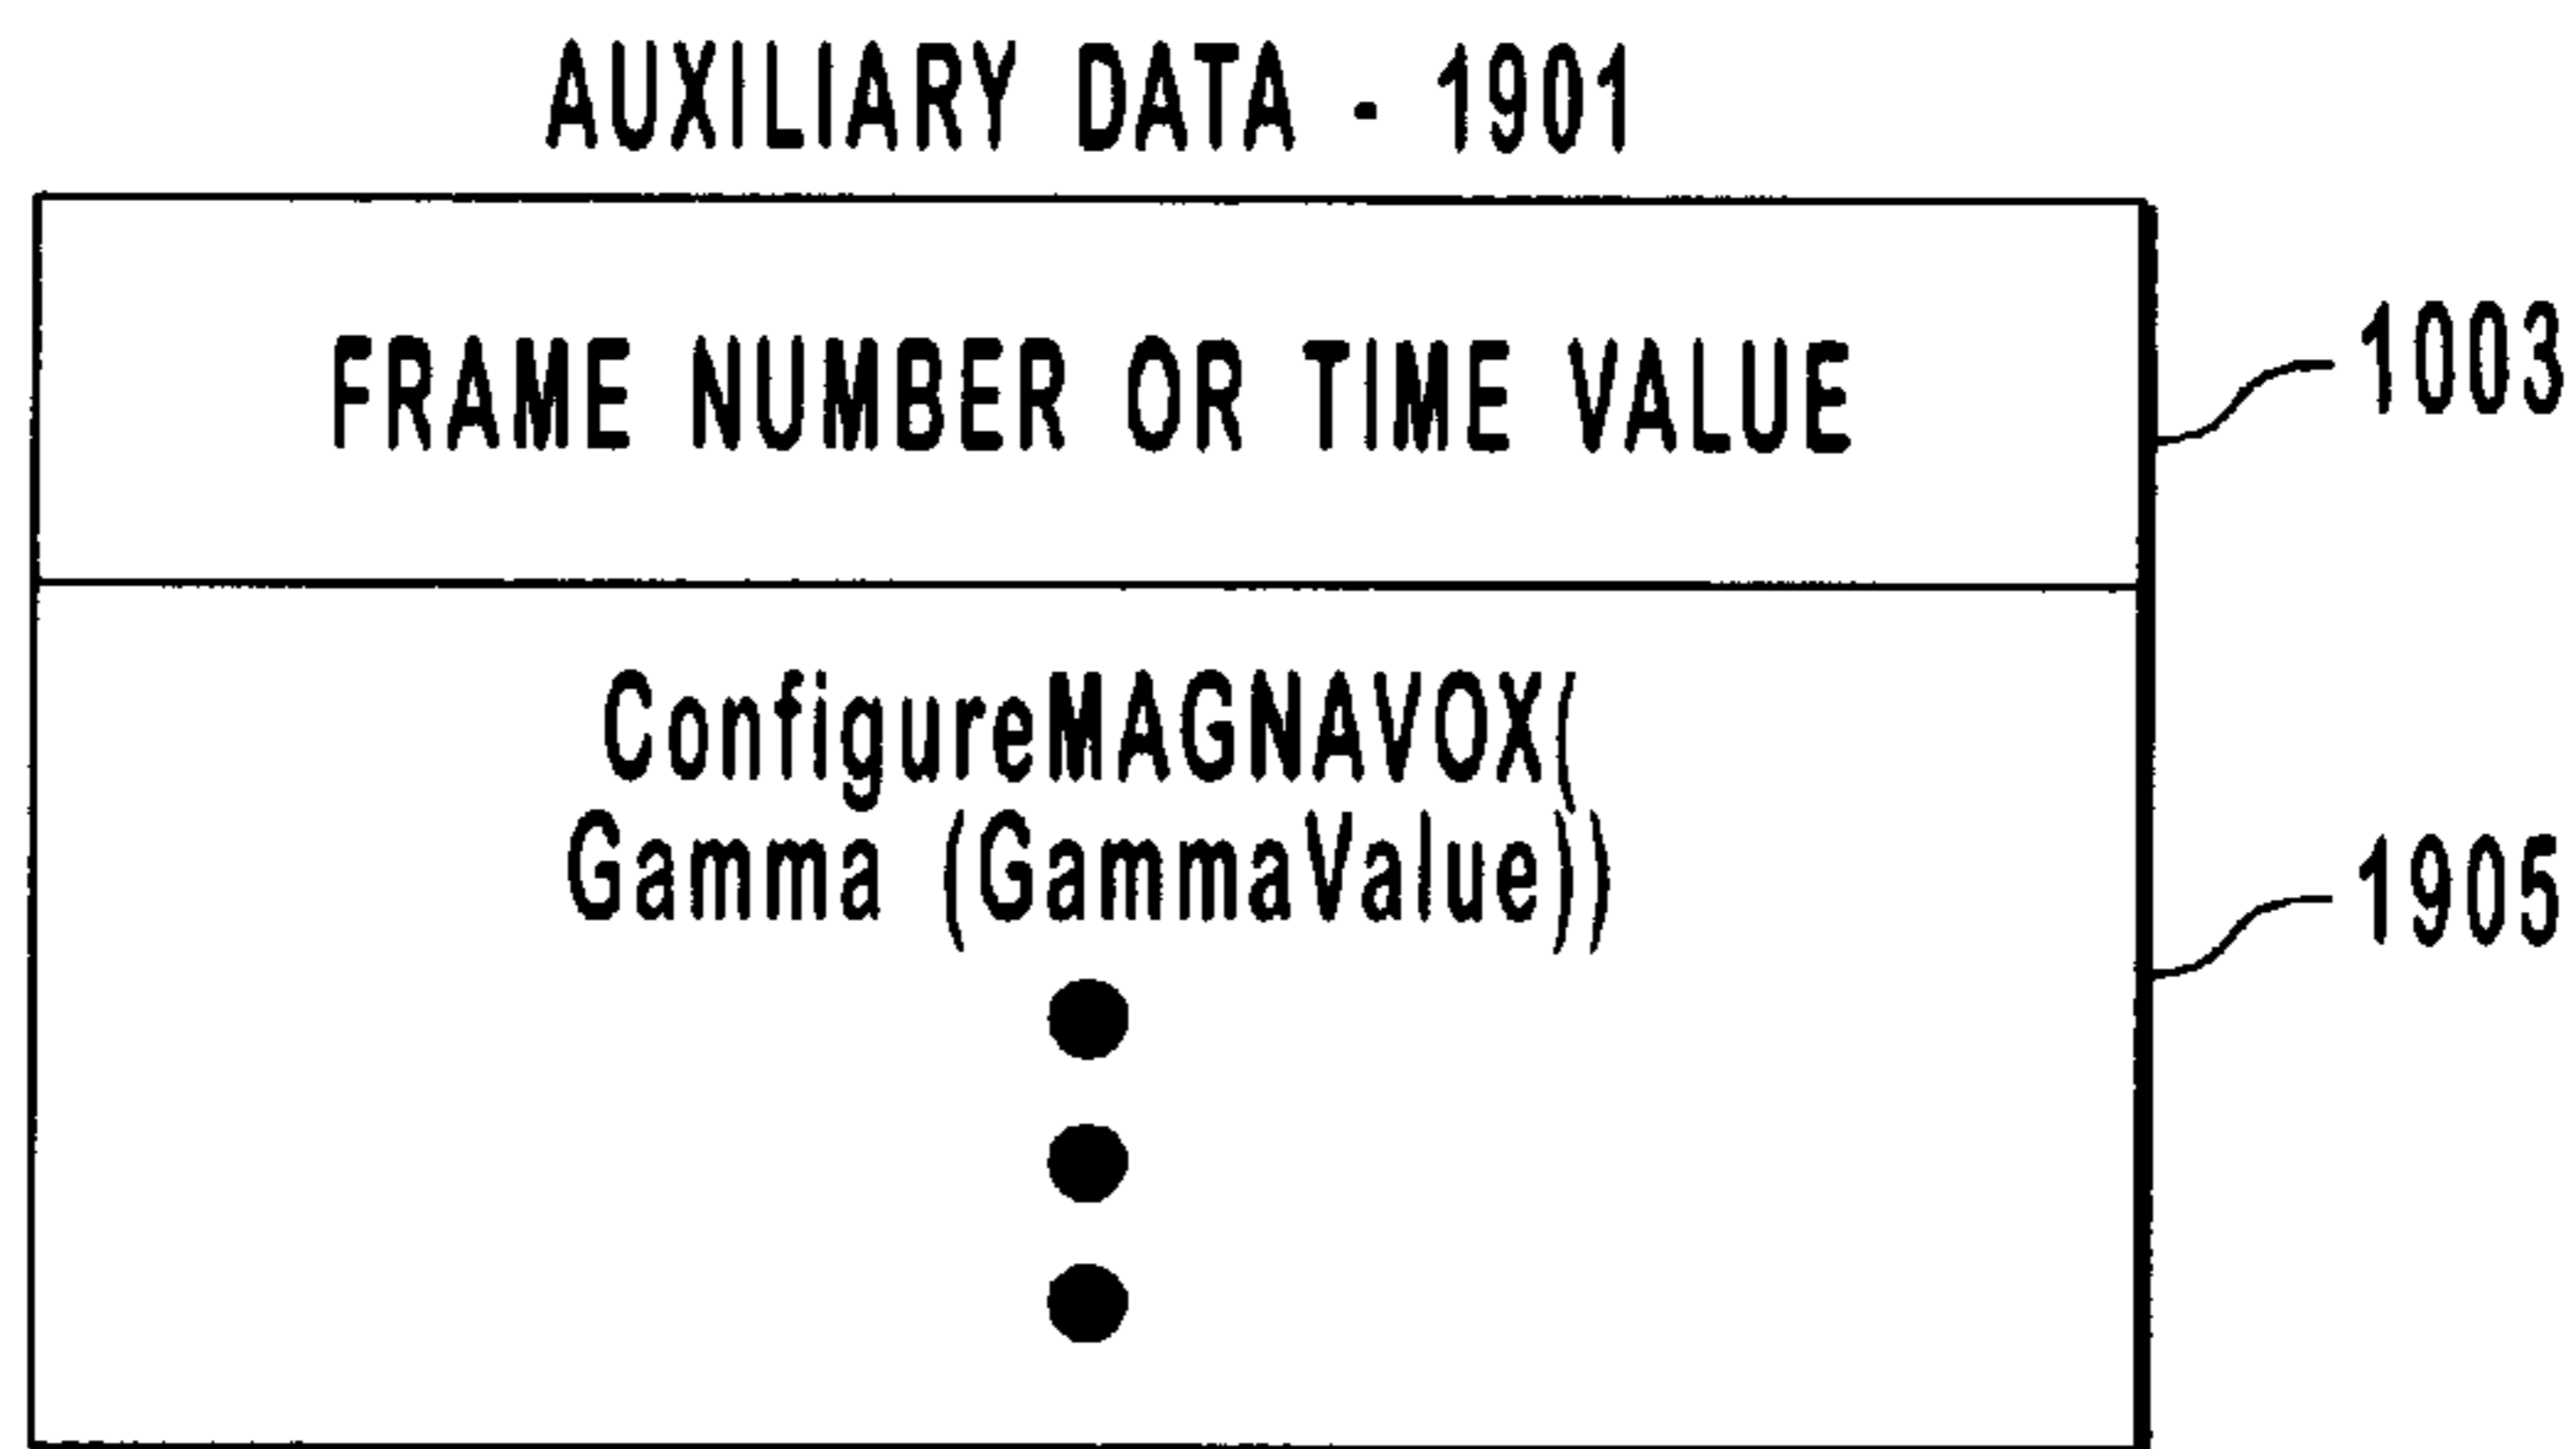 AUXILIARY DATA - 1901
FRAME NUMBER OR TIME VALUE
1003
ConfigureMAGNAVOX(
Gamma (GammaValue))
1905